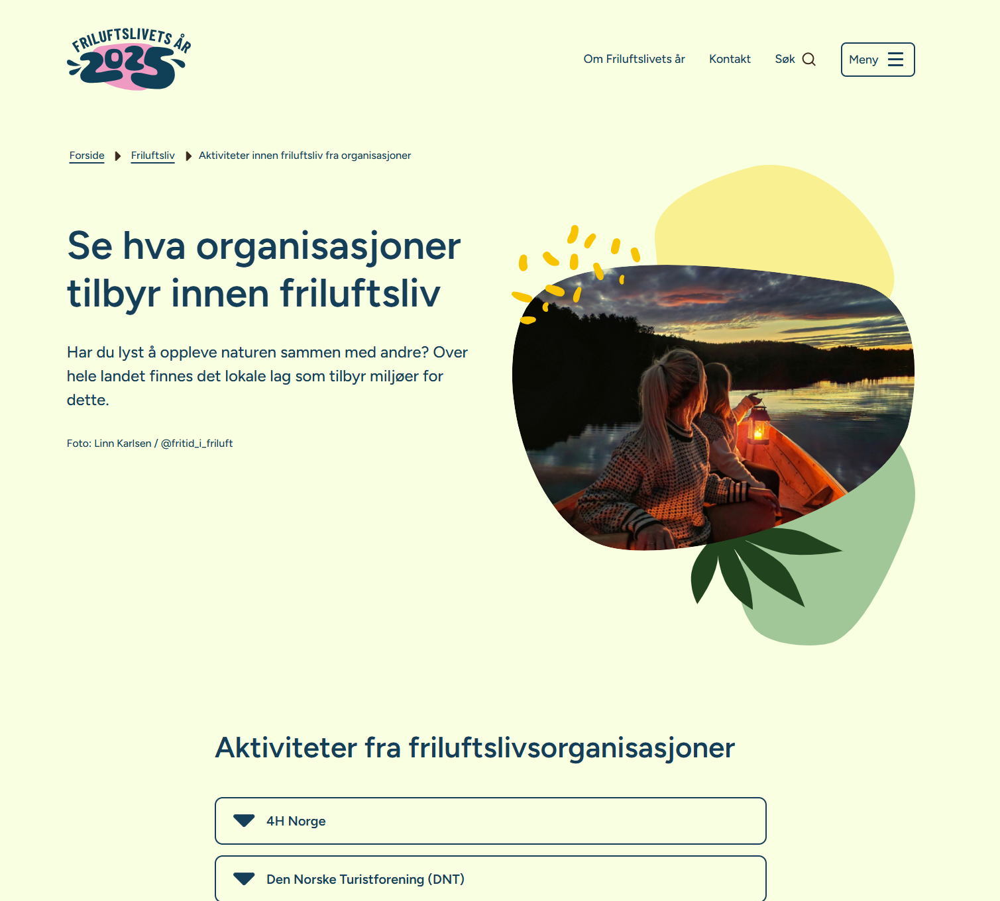 FRILUFTSLIVETS ÅR
2025
Om Friluftslivets år
Kontakt
Søk
Meny
Forside
Friluftsliv
Aktiviteter innen friluftsliv fra organisasjoner
Se hva organisasjoner
tilbyr innen friluftsliv
Har du lyst å oppleve naturen sammen med andre? Over
hele landet finnes det lokale lag som tilbyr miljøer for
dette.
Foto: Linn Karlsen / @fritid_i_friluft
Aktiviteter fra friluftslivsorganisasjoner
4H Norge
Den Norske Turistforening (DNT)